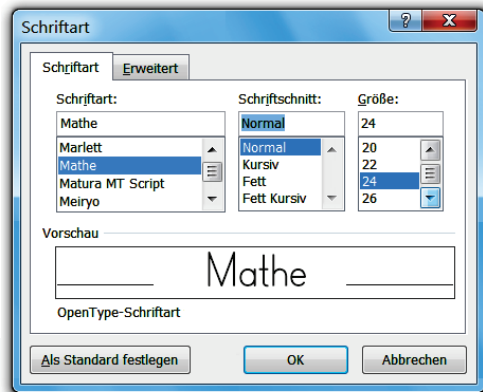 Schriftart
Schriftart Erweitert
Schriftart: Schriftschnitt: Größe:
Mathe Normal 24
Marlett Normal 20
Mathe Kursiv 22
Matura MT Script Fett 24
Meiryo Fett Kursiv 26
Vorschau
Mathe
OpenType-Schriftart
Als Standard festlegen OK Abbrechen